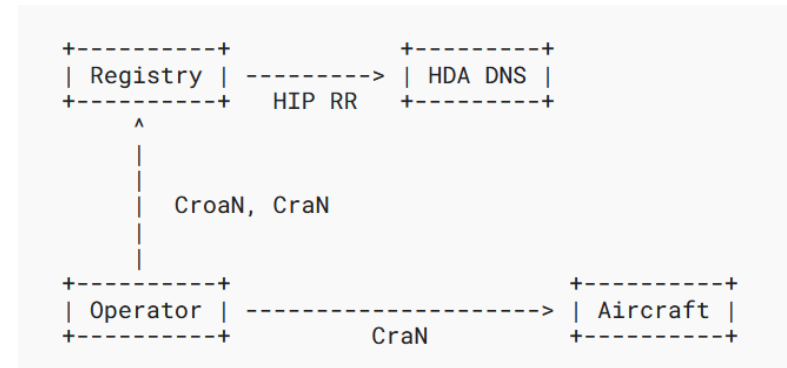 +----------+            +---------+
| Registry | ---------> | HDA DNS |
+----------+   HIP RR   +---------+
     ^
     |
     |
     |  CroaN, CraN
     |
     |
+----------+                        +----------+
| Operator | ---------------------> | Aircraft |
+----------+          CraN          +----------+